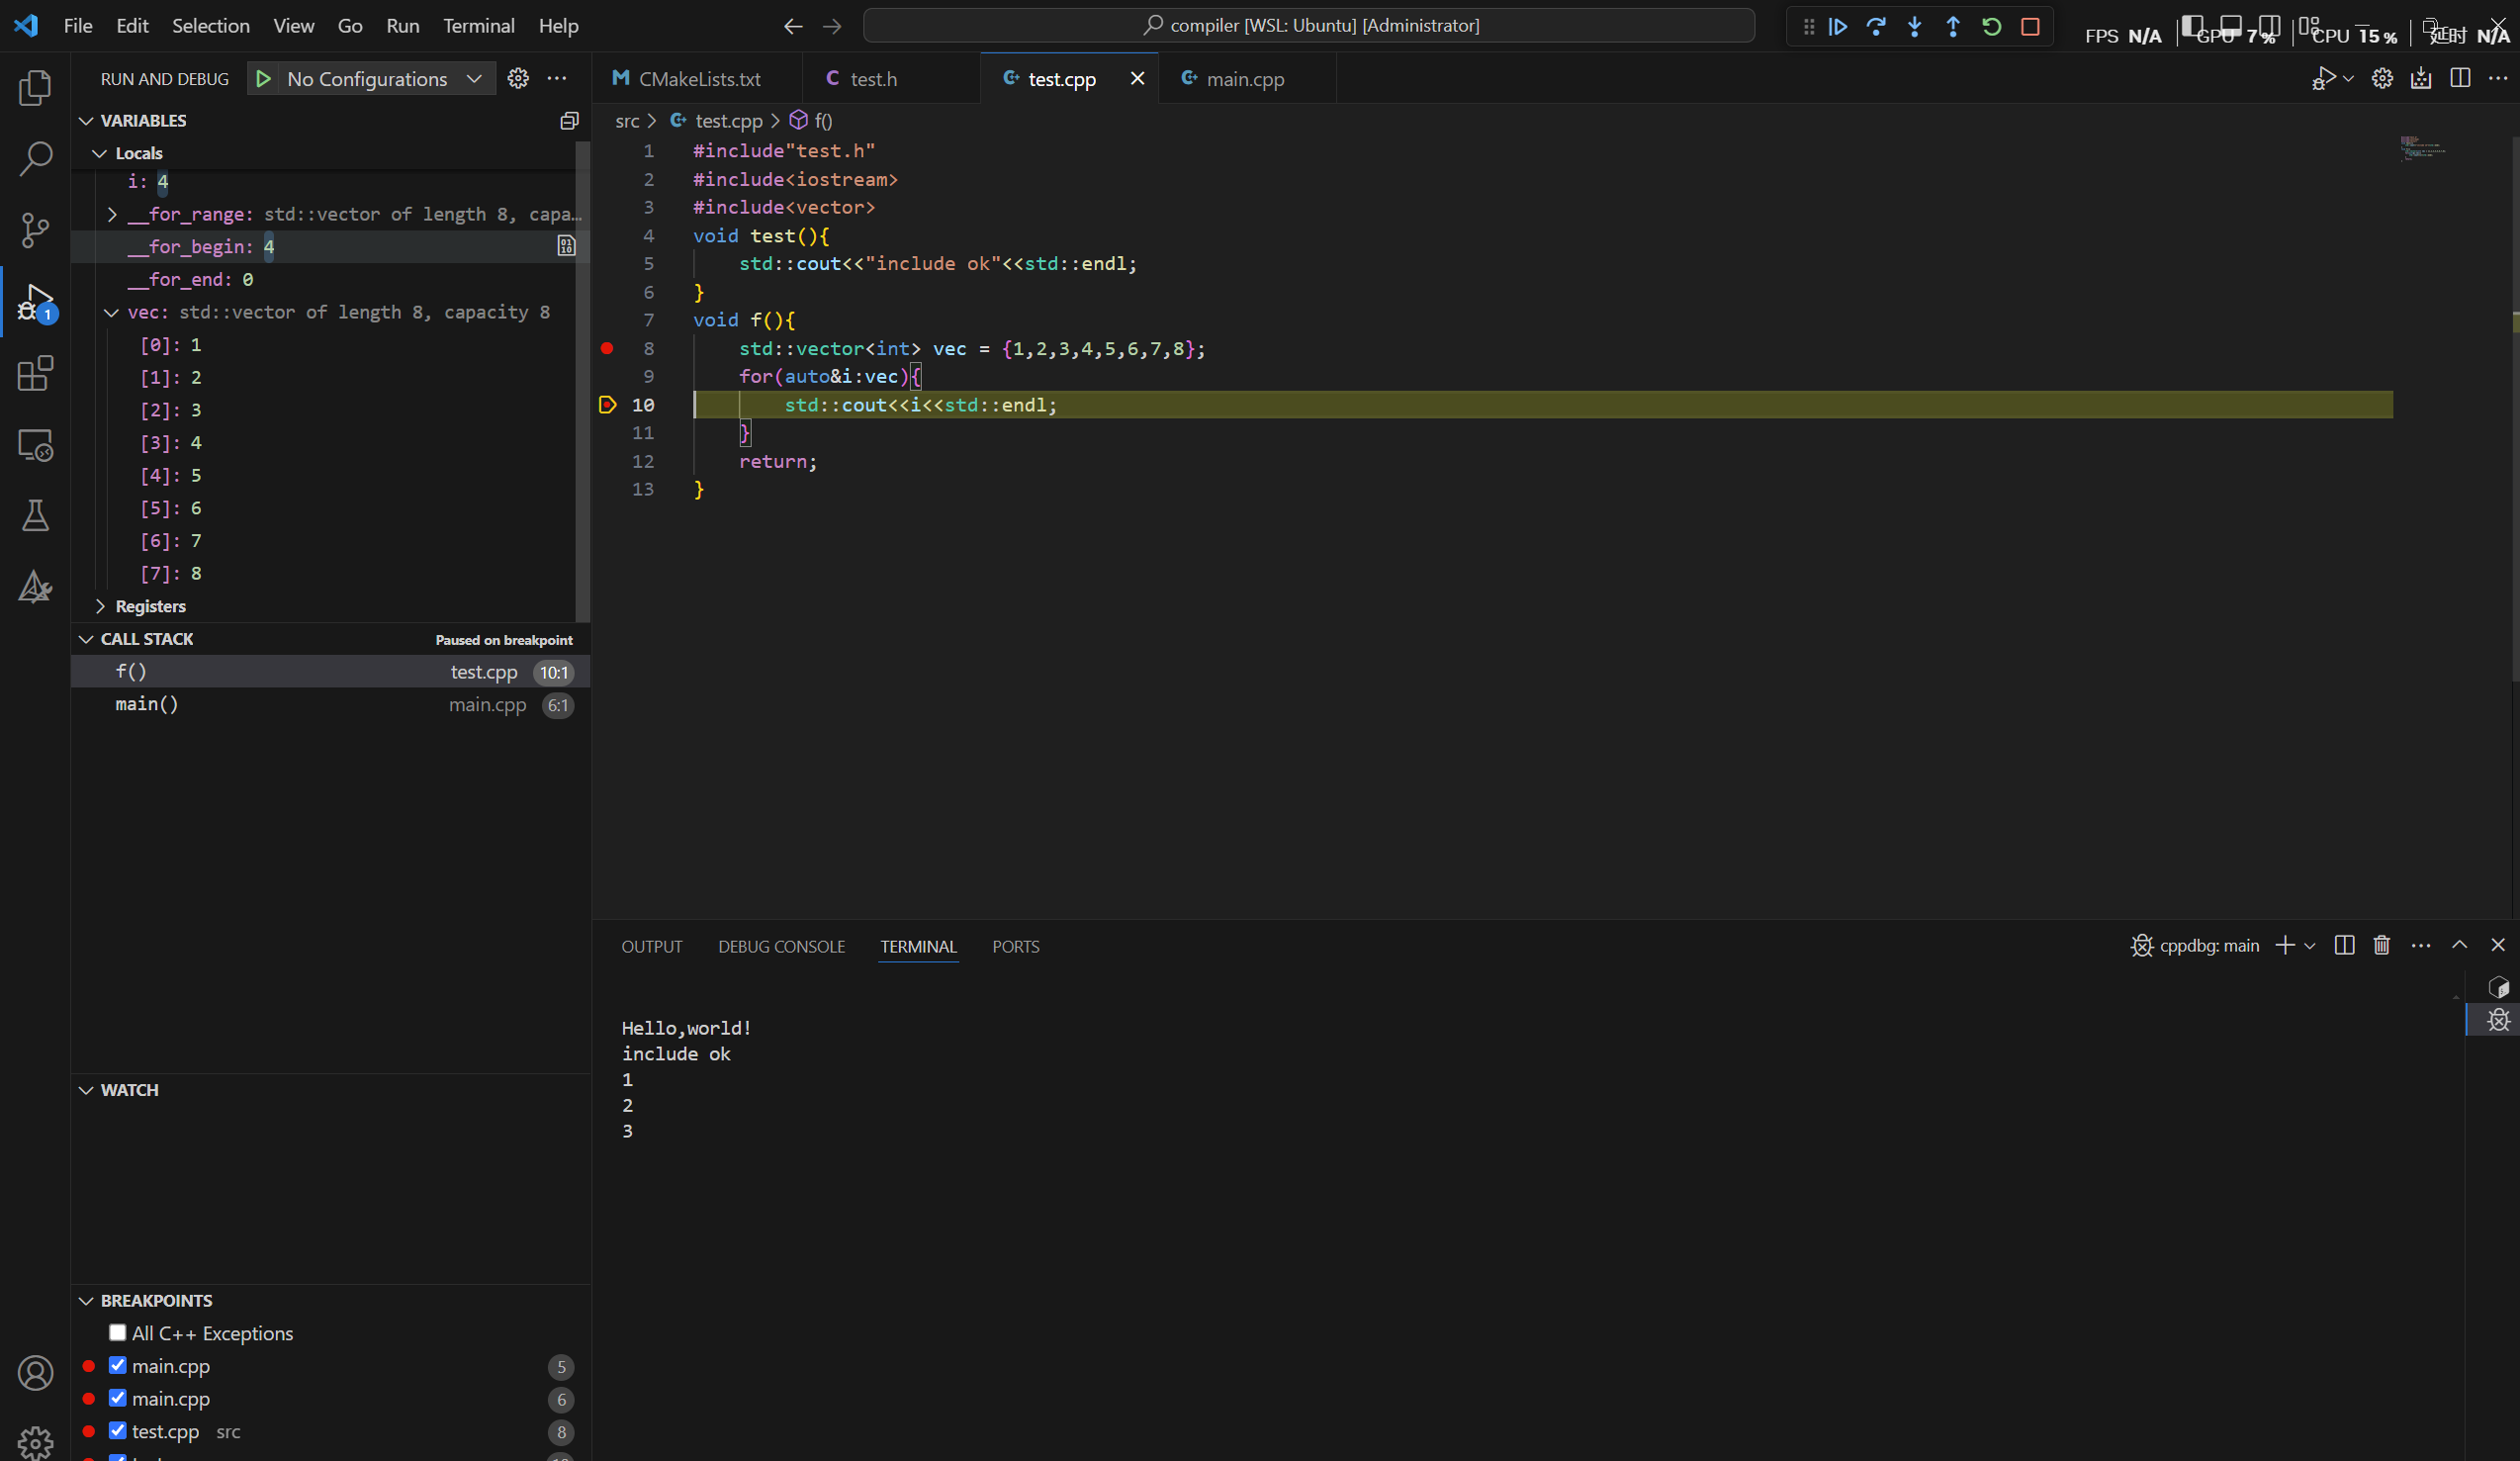 File Edit Selection View Go Run Terminal Help
compiler [WSL: Ubuntu] [Administrator]
FPS N/A GPU 7% CPU 15% 延时 N/A
RUN AND DEBUG No Configurations
CMakeLists.txt
test.h
test.cpp
main.cpp
VARIABLES
Locals
i: 4
__for_range: std::vector of length 8, capa…
__for_begin: 4
__for_end: 0
vec: std::vector of length 8, capacity 8
[0]: 1
[1]: 2
[2]: 3
[3]: 4
[4]: 5
[5]: 6
[6]: 7
[7]: 8
Registers
CALL STACK Paused on breakpoint
f() test.cpp 10:1
main() main.cpp 6:1
WATCH
BREAKPOINTS
All C++ Exceptions
main.cpp 5
main.cpp 6
test.cpp src 8
src > test.cpp > f()
1 #include"test.h"
2 #include<iostream>
3 #include<vector>
4 void test(){
5 std::cout<<"include ok"<<std::endl;
6 }
7 void f(){
8 std::vector<int> vec = {1,2,3,4,5,6,7,8};
9 for(auto&i:vec){
10 std::cout<<i<<std::endl;
11 }
12 return;
13 }
OUTPUT DEBUG CONSOLE TERMINAL PORTS
cppdbg: main
Hello,world!
include ok
1
2
3